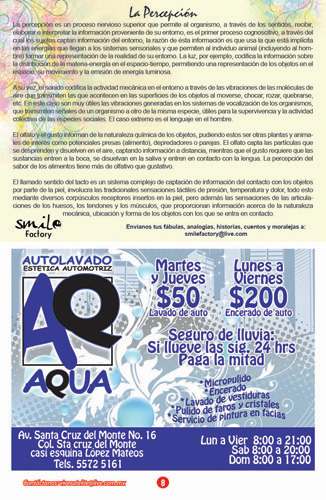 La Percepción
La percepción es un proceso nervioso superior que permite al organismo, a través de los sentidos, recibir,
elaborar e interpretar la información proveniente de su entorno, es el primer proceso cognoscitivo, a través del
cual los sujetos captan información del entorno, la razón de ésta información es que usa la que está implícita
en las energías que llegan a los sistemas sensoriales y que permiten al individuo animal (incluyendo al hom-
bre) formar una representación de la realidad de su entorno. La luz, por ejemplo, codifica la información sobre
la distribución de la materia-energía en el espacio-tiempo, permitiendo una representación de los objetos en el
espacio, su movimiento y la emisión de energía luminosa.
A su vez, el sonido codifica la actividad mecánica en el entorno a través de las vibraciones de las moléculas de
aire que transmiten las que acontecen en las superficies de los objetos al moverse, chocar, rozar, quebrarse,
etc. En este caso son muy útiles las vibraciones generadas en los sistemas de vocalización de los organismos,
que transmiten señales de un organismo a otro de la misma especie, útiles para la supervivencia y la actividad
colectiva de las especies sociales. El caso extremo es el lenguaje en el hombre.
El olfato y el gusto informan de la naturaleza química de los objetos, pudiendo estos ser otras plantas y anima-
les de interés como potenciales presas (alimento), depredadores o parejas. El olfato capta las partículas que
se desprenden y disuelven en el aire, captando información a distancia, mientras que el gusto requiere que las
sustancias entren a la boca, se disuelvan en la saliva y entren en contacto con la lengua. La percepción del
sabor de los alimentos tiene más de olfativo que gustativo.
El llamado sentido del tacto es un sistema complejo de captación de información del contacto con los objetos
por parte de la piel, involucra las tradicionales sensaciones táctiles de presión, temperatura y dolor, todo esto
mediante diversos corpúsculos receptores insertos en la piel, pero además las sensaciones de las articula-
ciones de los huesos, los tendones y los músculos, que proporcionan información acerca de la naturaleza
mecánica, ubicación y forma de los objetos con los que se entra en contacto.
smile
Factory
Envíanos tus fábulas, analogías, historias, cuentos y moralejas a:
smilefactory@live.com
AUTOLAVADO
ESTÉTICA AUTOMOTRIZ
AQ
AQUA
Martes
y Jueves
$50
Lavado de auto
Lunes a
Viernes
$200
Encerado de auto
Seguro de lluvia:
Si llueve las sig. 24 hrs
Paga la mitad
*Micropulido
*Encerado
*Lavado de vestiduras
*Pulido de faros y cristales
*Servicio de pintura en facias
Av. Santa Cruz del Monte No. 16
Col. Sta cruz del Monte
casi esquina López Mateos
Tels. 5572 5161
Lun a Vier 8:00 a 21:00
Sab 8:00 a 20:00
Dom 8:00 a 17:00
8